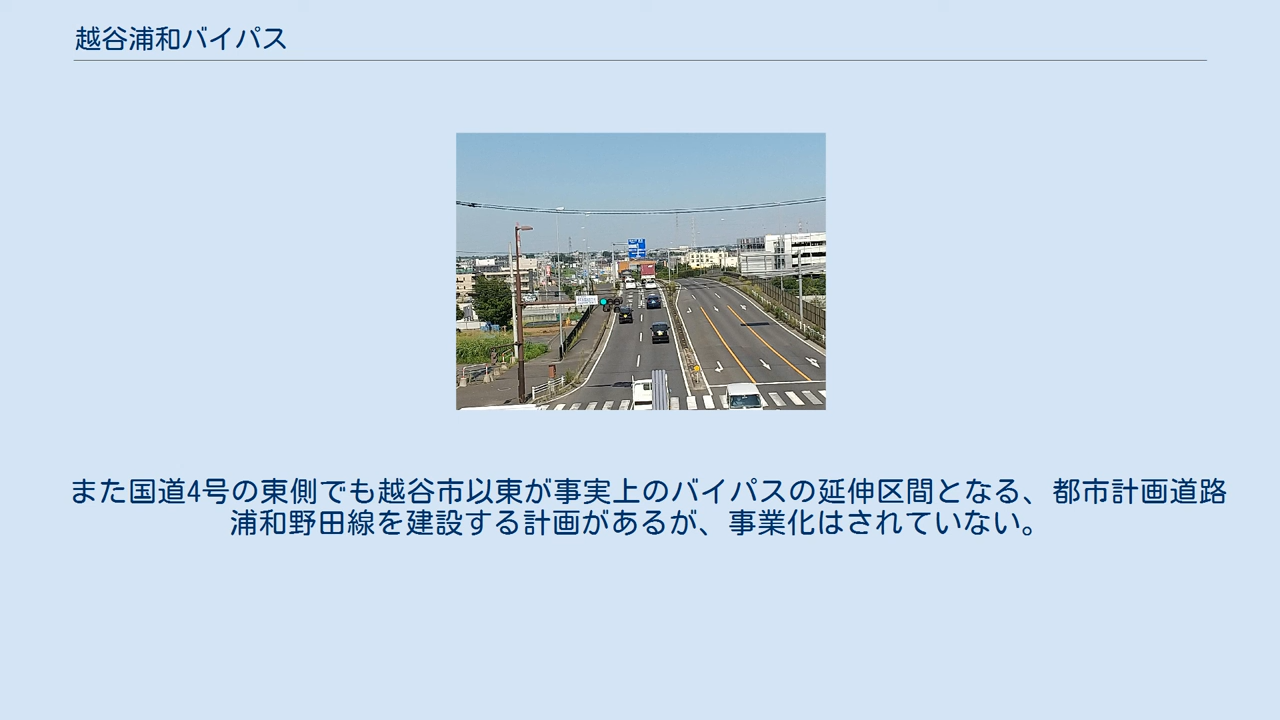 越谷浦和バイパス
また国道4号の東側でも越谷市以東が事実上のバイパスの延伸区間となる、都市計画道路
浦和野田線を建設する計画があるが、事業化はされていない。